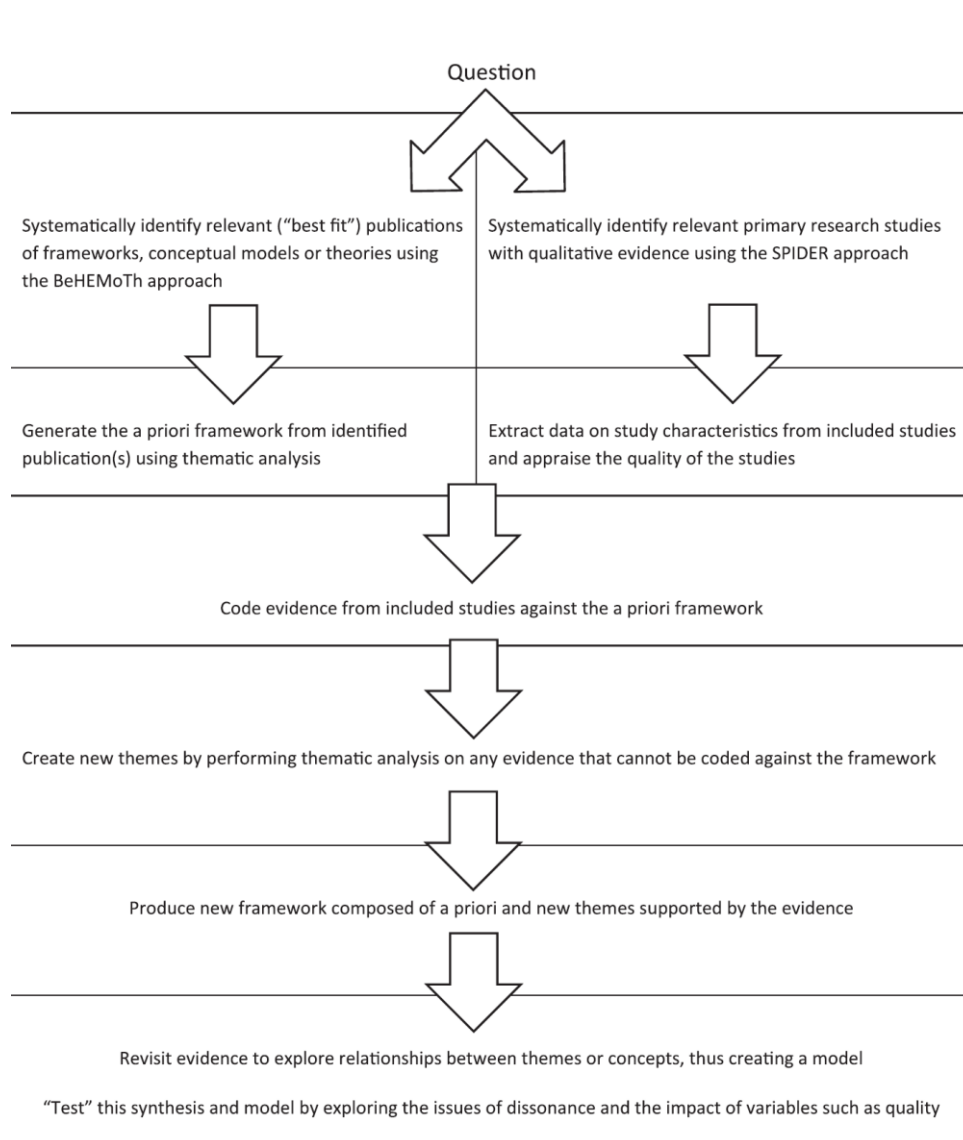 Question
Systematically identify relevant (“best fit”) publications
of frameworks, conceptual models or theories using
the BeHEMoTh approach
Systematically identify relevant primary research studies
with qualitative evidence using the SPIDER approach
Generate the a priori framework from identified
publication(s) using thematic analysis
Extract data on study characteristics from included studies
and appraise the quality of the studies
Code evidence from included studies against the a priori framework
Create new themes by performing thematic analysis on any evidence that cannot be coded against the framework
Produce new framework composed of a priori and new themes supported by the evidence
Revisit evidence to explore relationships between themes or concepts, thus creating a model
“Test” this synthesis and model by exploring the issues of dissonance and the impact of variables such as quality